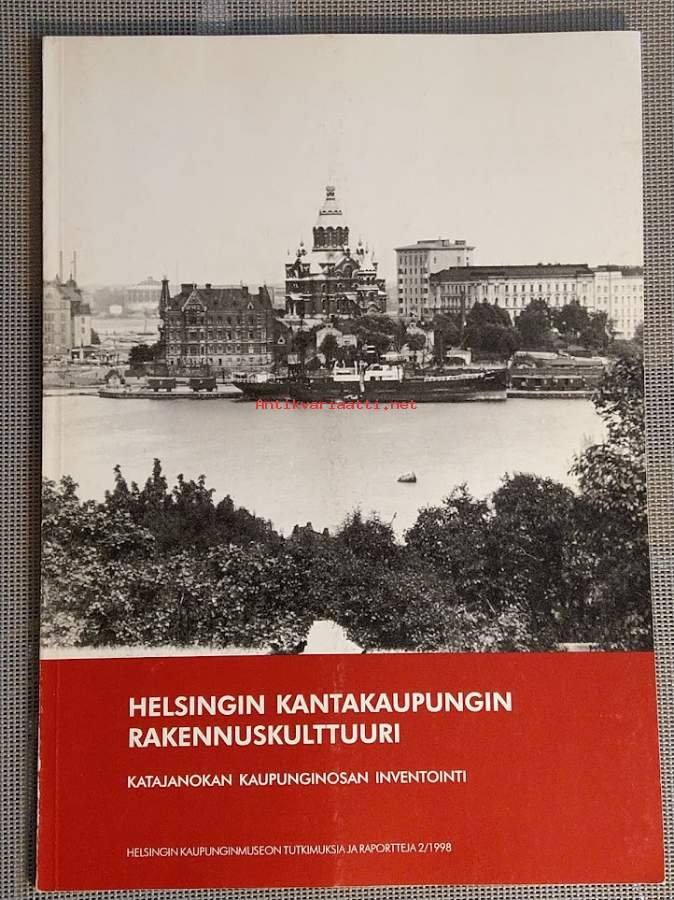 Antikvariaatti.net
HELSINGIN KANTAKAUPUNGIN
RAKENNUSKULTTUURI
KATAJANOKAN KAUPUNGINOSAN INVENTOINTI
HELSINGIN KAUPUNGINMUSEON TUTKIMUKSIA JA RAPORTTEJA 2/1998